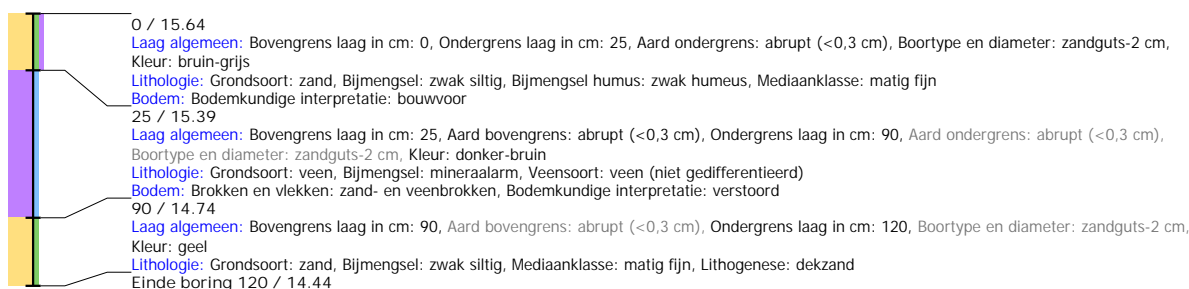 0 / 15.64
Laag algemeen: Bovengrens laag in cm: 0, Ondergrens laag in cm: 25, Aard ondergrens: abrupt (<0,3 cm), Boortype en diameter: zandguts-2 cm,
Kleur: bruin-grijs
Lithologie: Grondsoort: zand, Bijmengsel: zwak siltig, Bijmengsel humus: zwak humeus, Mediaanklasse: matig fijn
Bodem: Bodemkundige interpretatie: bouwvoor
25 / 15.39
Laag algemeen: Bovengrens laag in cm: 25, Aard bovengrens: abrupt (<0,3 cm), Ondergrens laag in cm: 90, Aard ondergrens: abrupt (<0,3 cm),
Boortype en diameter: zandguts-2 cm, Kleur: donker-bruin
Lithologie: Grondsoort: veen, Bijmengsel: mineraalarm, Veensoort: veen (niet gedifferentieerd)
Bodem: Brokken en vlekken: zand- en veenbrokken, Bodemkundige interpretatie: verstoord
90 / 14.74
Laag algemeen: Bovengrens laag in cm: 90, Aard bovengrens: abrupt (<0,3 cm), Ondergrens laag in cm: 120, Boortype en diameter: zandguts-2 cm,
Kleur: geel
Lithologie: Grondsoort: zand, Bijmengsel: zwak siltig, Mediaanklasse: matig fijn, Lithogenese: dekzand
Einde boring 120 / 14.44